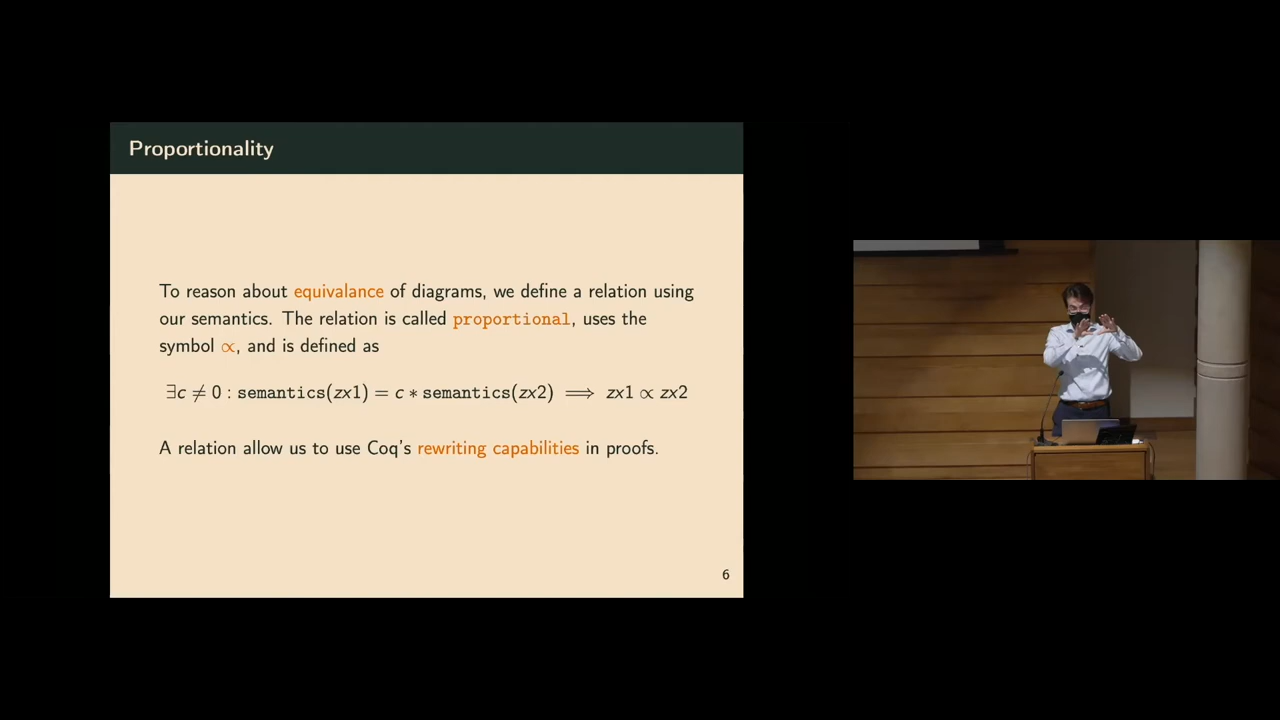 Proportionality
To reason about equivalance of diagrams, we define a relation using
our semantics. The relation is called proportional, uses the
symbol ∝, and is defined as
∃c ≠ 0 : semantics(zx1) = c * semantics(zx2) ⟹ zx1 ∝ zx2
A relation allow us to use Coq's rewriting capabilities in proofs.
6